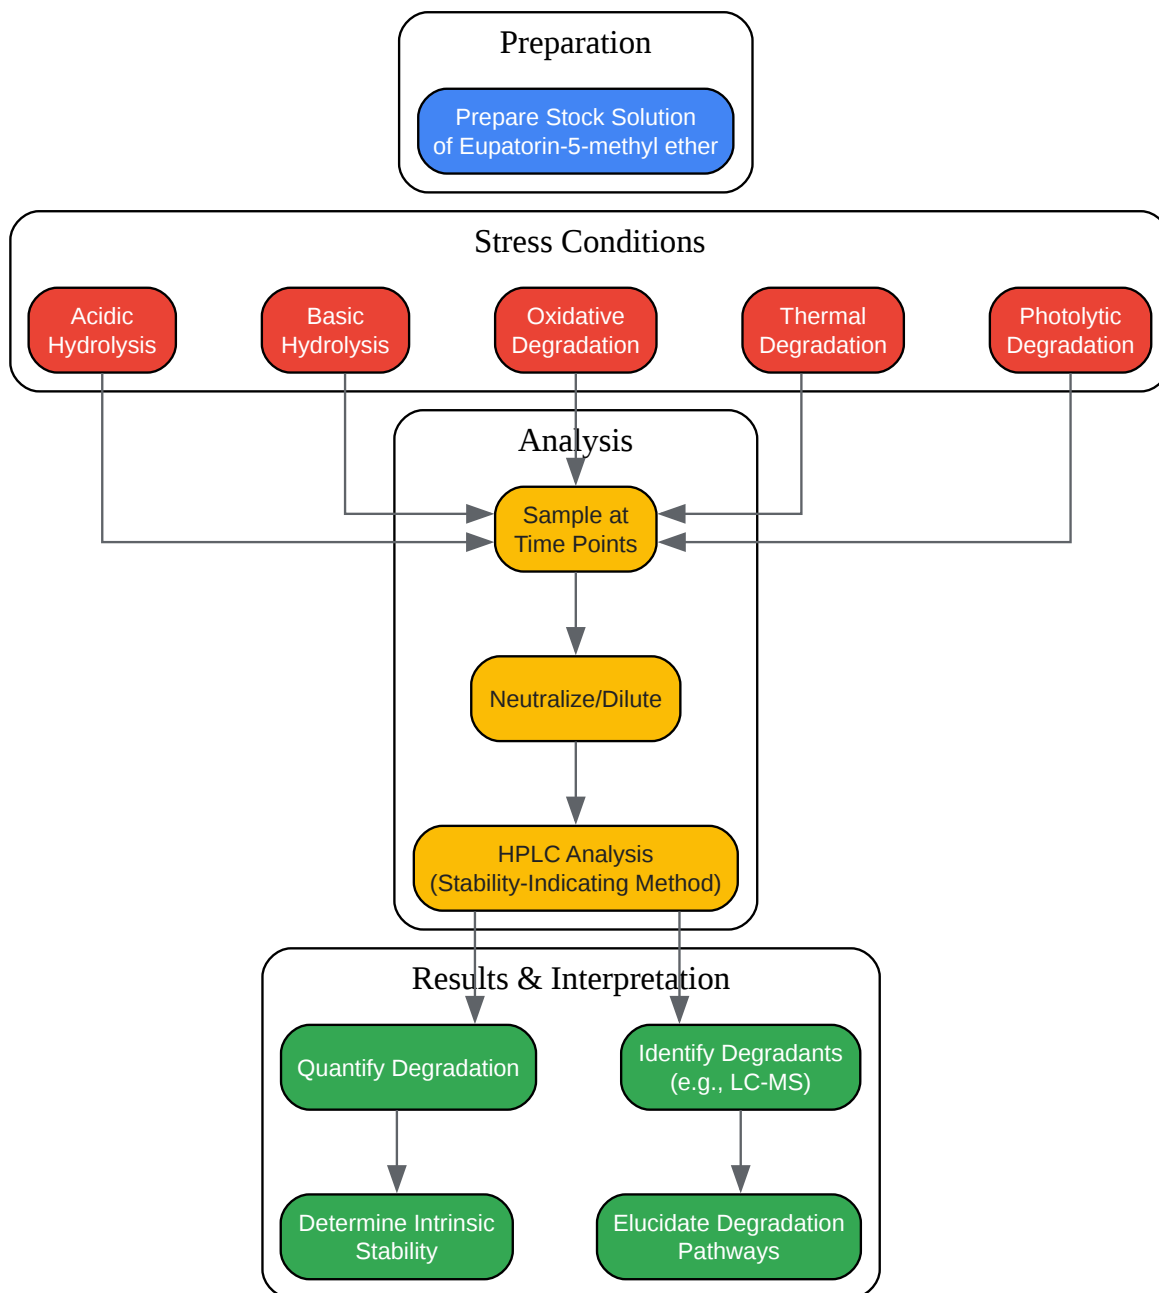 Preparation
Prepare Stock Solution
of Eupatorin-5-methyl ether
Stress Conditions
Acidic
Hydrolysis
Basic
Hydrolysis
Oxidative
Degradation
Thermal
Degradation
Photolytic
Degradation
Analysis
Sample at
Time Points
Neutralize/Dilute
HPLC Analysis
(Stability-Indicating Method)
Results & Interpretation
Quantify Degradation
Identify Degradants
(e.g., LC-MS)
Determine Intrinsic
Stability
Elucidate Degradation
Pathways